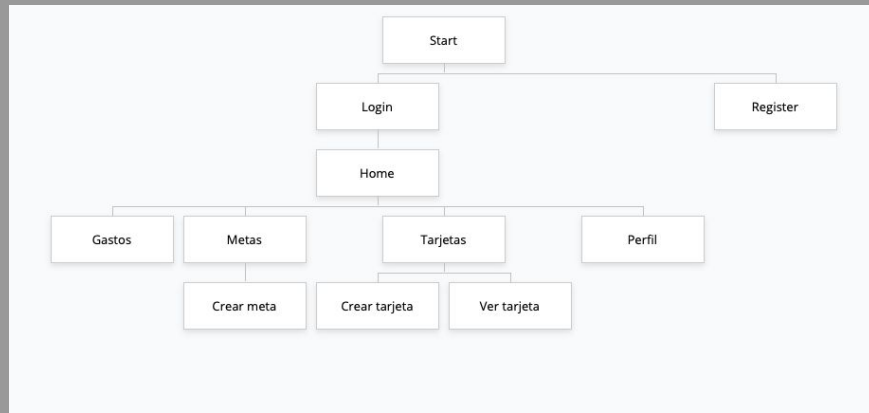 Start
Login
Register
Home
Gastos
Metas
Tarjetas
Perfil
Crear meta
Crear tarjeta
Ver tarjeta